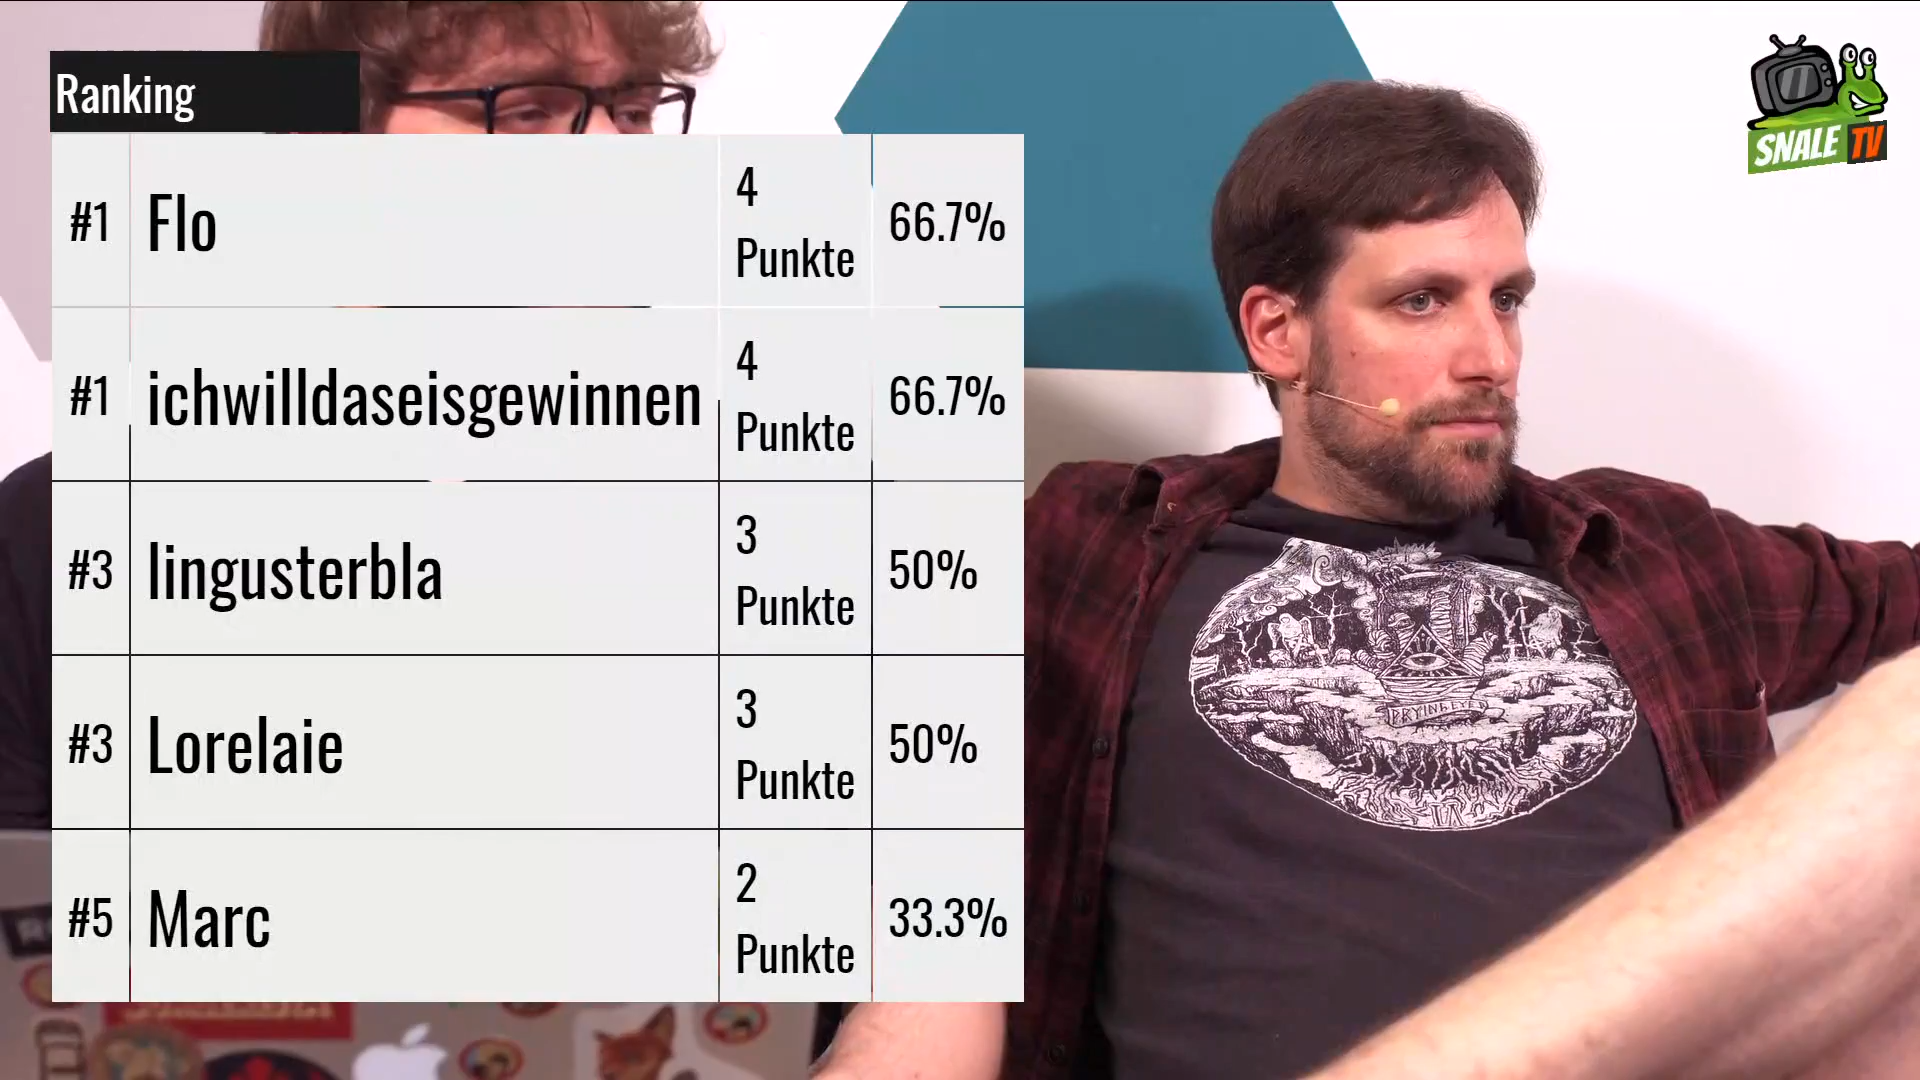 Ranking
#1 Flo 4 Punkte 66.7%
#1 ichwilldaseisgewinnen 4 Punkte 66.7%
#3 lingusterbla 3 Punkte 50%
#3 Lorelaie 3 Punkte 50%
#5 Marc 2 Punkte 33.3%
SNALE TV